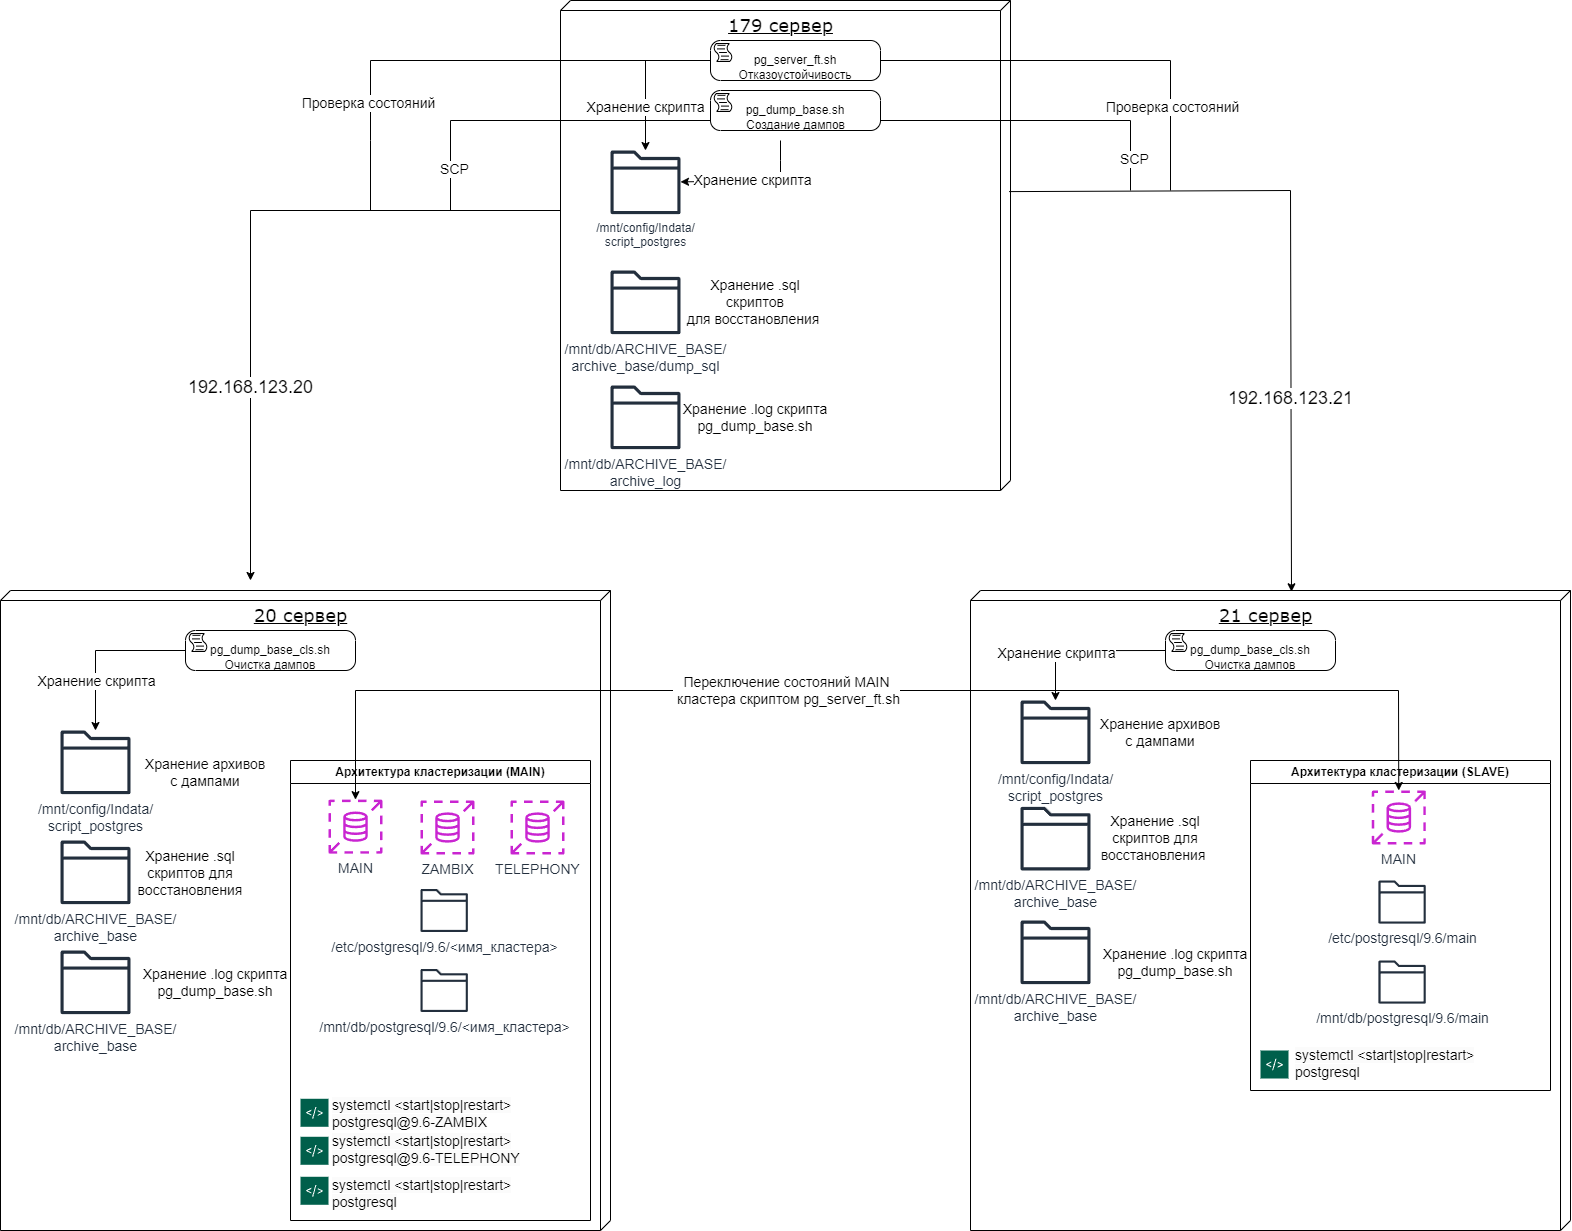 179 сервер
pg_server_ft.sh
Отказоустойчивость
Проверка состояний
Хранение скрипта
pg_dump_base.sh
Создание дампов
Проверка состояний
SCP
SCP
Хранение скрипта
/mnt/config/Indata/
script_postgres
Хранение .sql
скриптов
для восстановления
/mnt/db/ARCHIVE_BASE/
archive_base/dump_sql
192.168.123.20
192.168.123.21
Хранение .log скрипта
pg_dump_base.sh
/mnt/db/ARCHIVE_BASE/
archive_log
20 сервер
pg_dump_base_cls.sh
Очистка дампов
Хранение скрипта
Переключение состояний MAIN
кластера скриптом pg_server_ft.sh
Хранение архивов
с дампами
/mnt/config/Indata/
script_postgres
Хранение .sql
скриптов для
восстановления
/mnt/db/ARCHIVE_BASE/
archive_base
Хранение .log скрипта
pg_dump_base.sh
/mnt/db/ARCHIVE_BASE/
archive_base
Архитектура кластеризации (MAIN)
MAIN
ZAMBIX
TELEPHONY
/etc/postgresql/9.6/<имя_кластера>
/mnt/db/postgresql/9.6/<имя_кластера>
</> systemctl <start|stop|restart>
postgresql@9.6-ZAMBIX
</> systemctl <start|stop|restart>
postgresql@9.6-TELEPHONY
</> systemctl <start|stop|restart>
postgresql
21 сервер
pg_dump_base_cls.sh
Очистка дампов
Хранение скрипта
Хранение архивов
с дампами
/mnt/config/Indata/
script_postgres
Хранение .sql
скриптов для
восстановления
/mnt/db/ARCHIVE_BASE/
archive_base
Хранение .log скрипта
pg_dump_base.sh
/mnt/db/ARCHIVE_BASE/
archive_base
Архитектура кластеризации (SLAVE)
MAIN
/etc/postgresql/9.6/main
/mnt/db/postgresql/9.6/main
</> systemctl <start|stop|restart>
postgresql